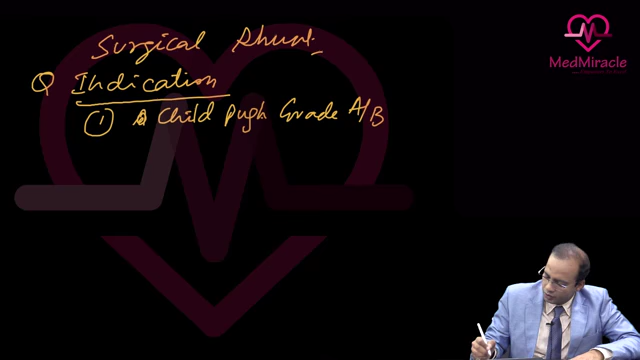 Surgical Shunt
Q Indication
① Child Pugh Grade A/B
MedMiracle